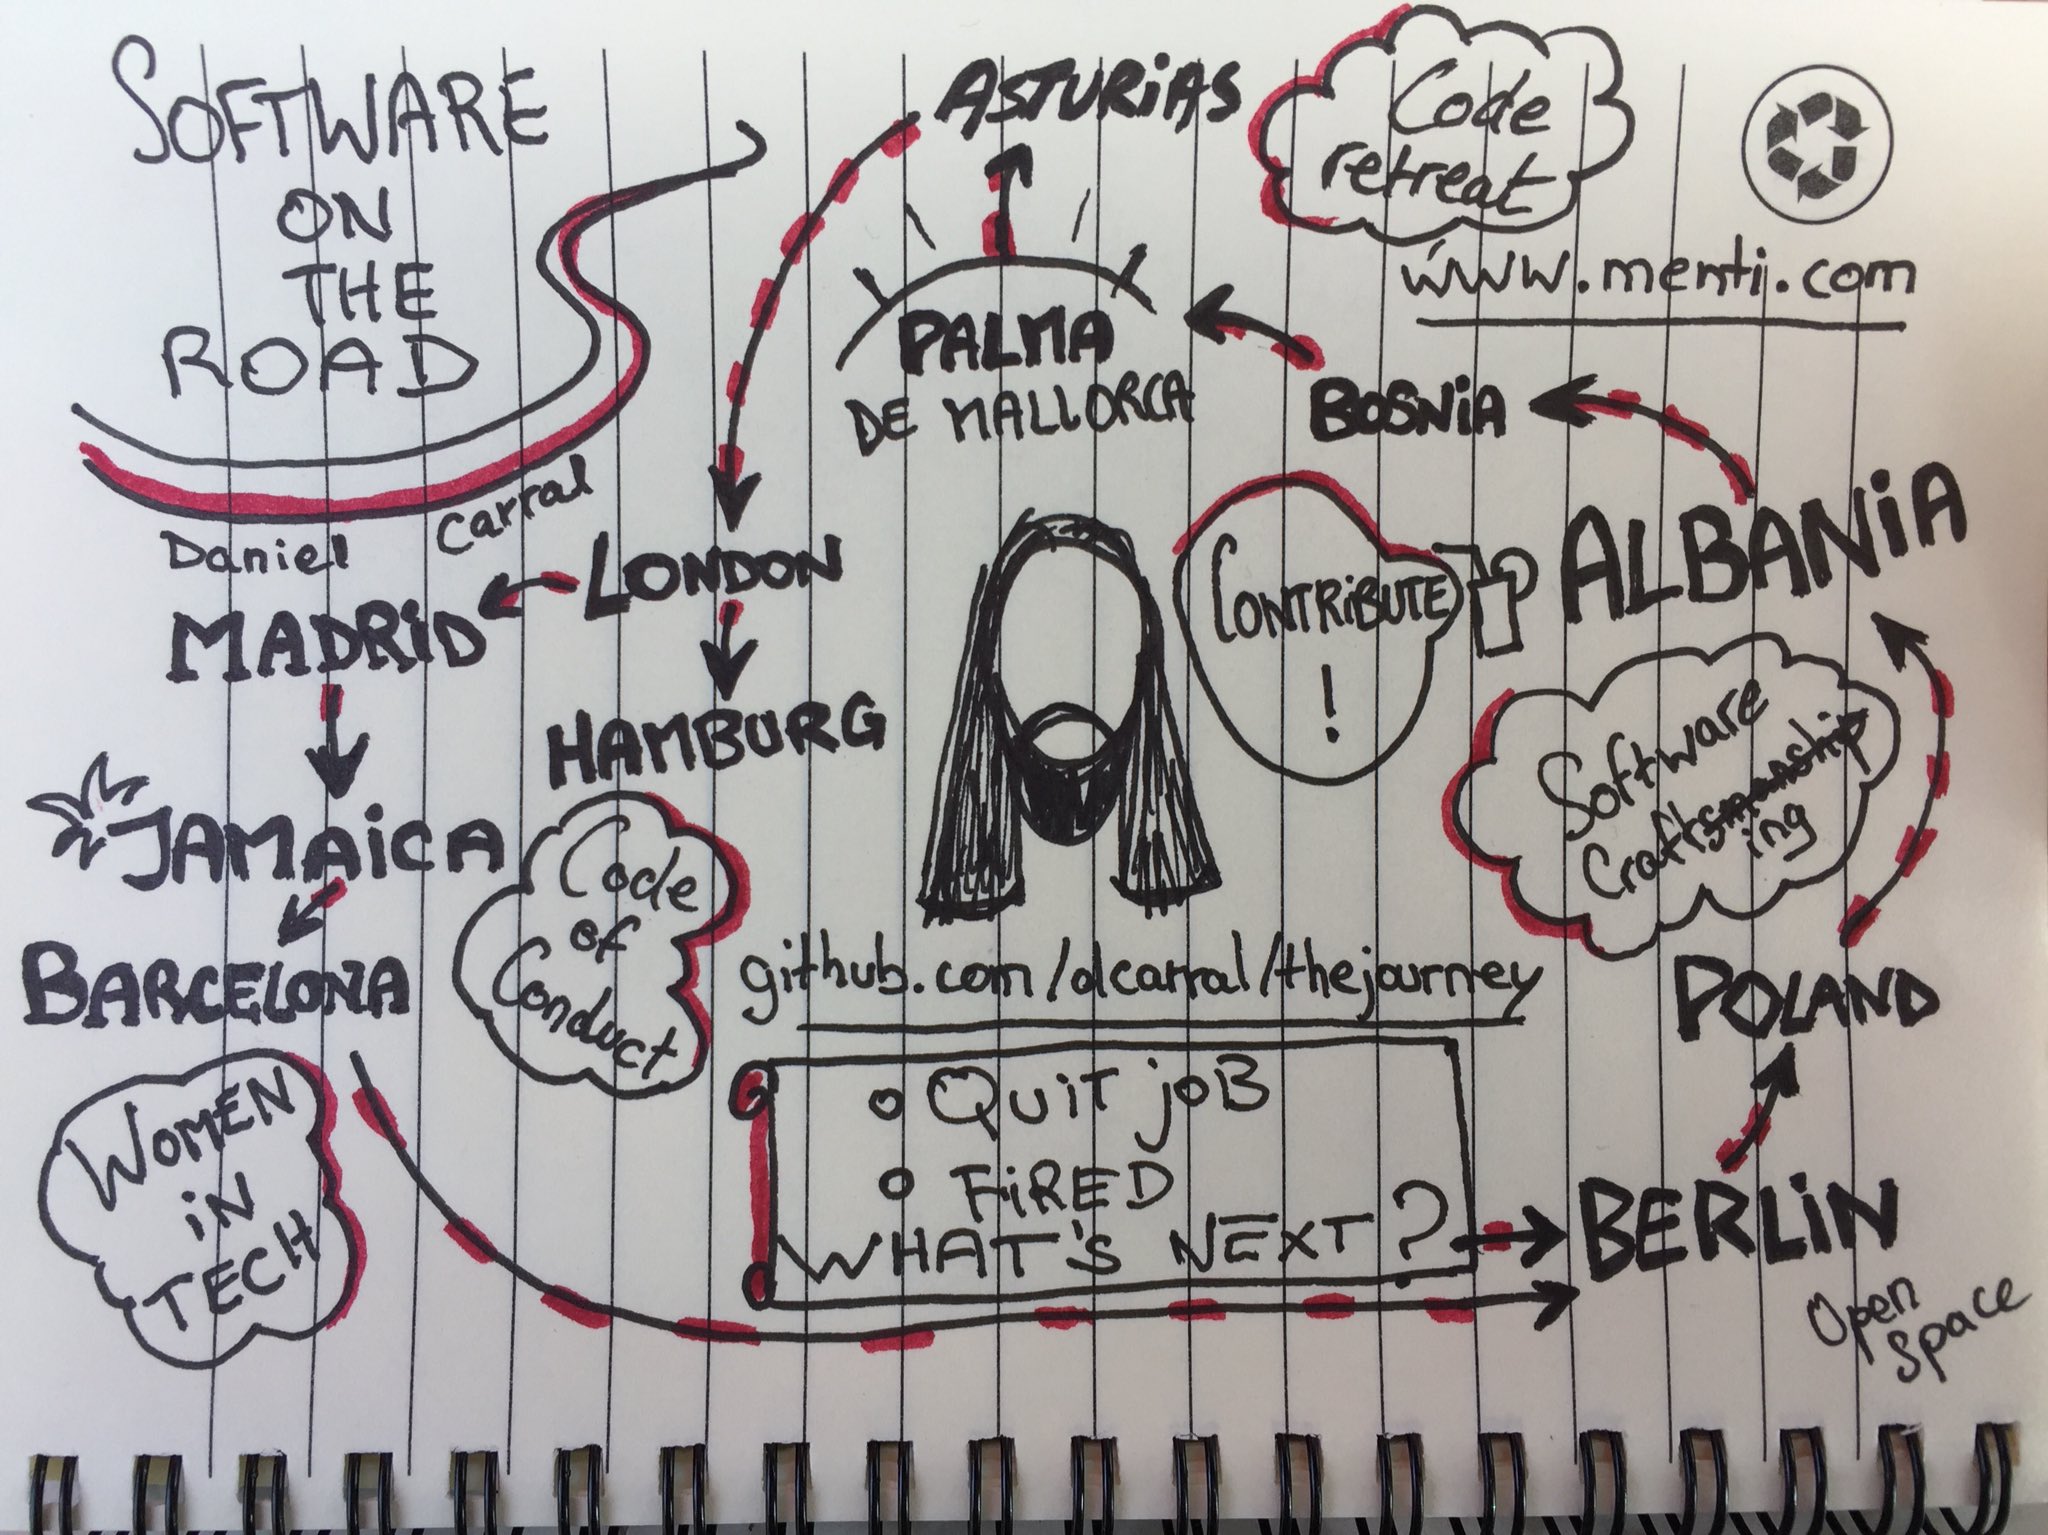 SOFTWARE
ON
THE
ROAD
Daniel Carral
ASTURiAS
Code
retreat
www.menti.com
PALMA
DE MALLORCA
BOSNiA
ALBANiA
CONTRiBUTE
!
LONDON
MADRiD
HAMBURG
JAMAiCA
BARCELONA
Code
of
Conduct
Software
Craftsmanship
ing
POLAND
github.com/dcarral/thejourney
WOMEN
iN
TECH
QUiT joB
FiRED
WHAT'S NEXT?
BERLiN
Open
Space